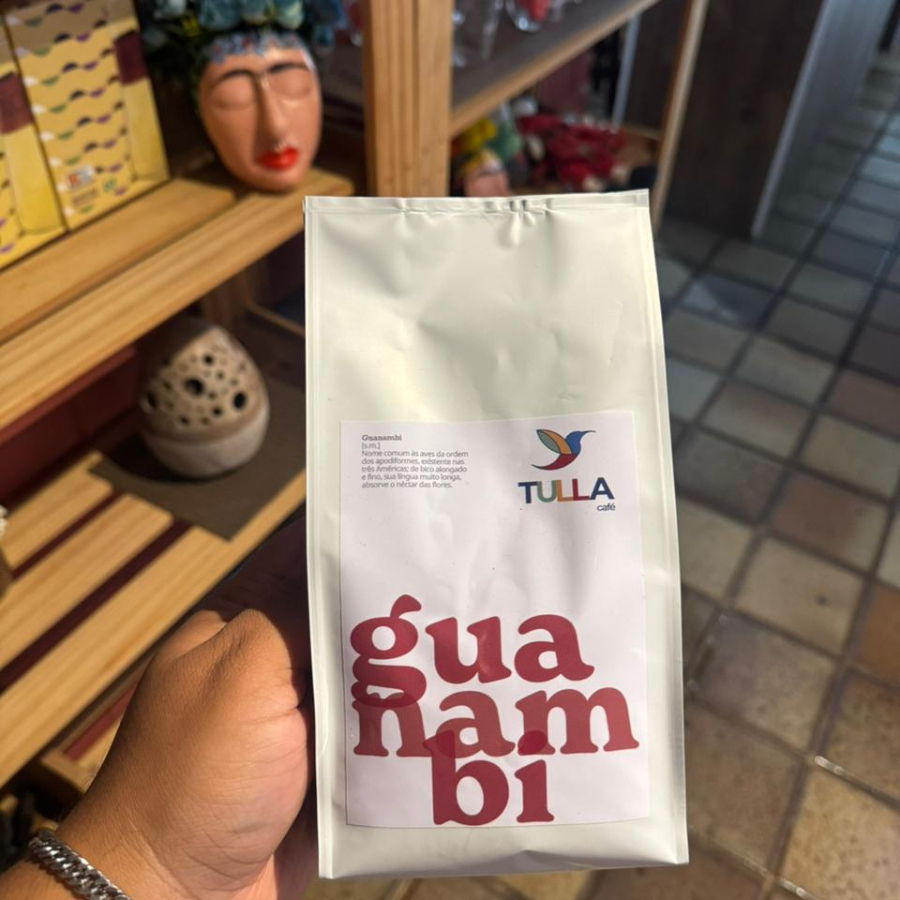 Guanambi
[s.m.]
Nome comum às aves da ordem
dos apodiformes, existente nas
três Américas; de bico alongado
e fino, sua língua muito longa,
absorve o néctar das flores.
TULLA
café
gua
nam
bi